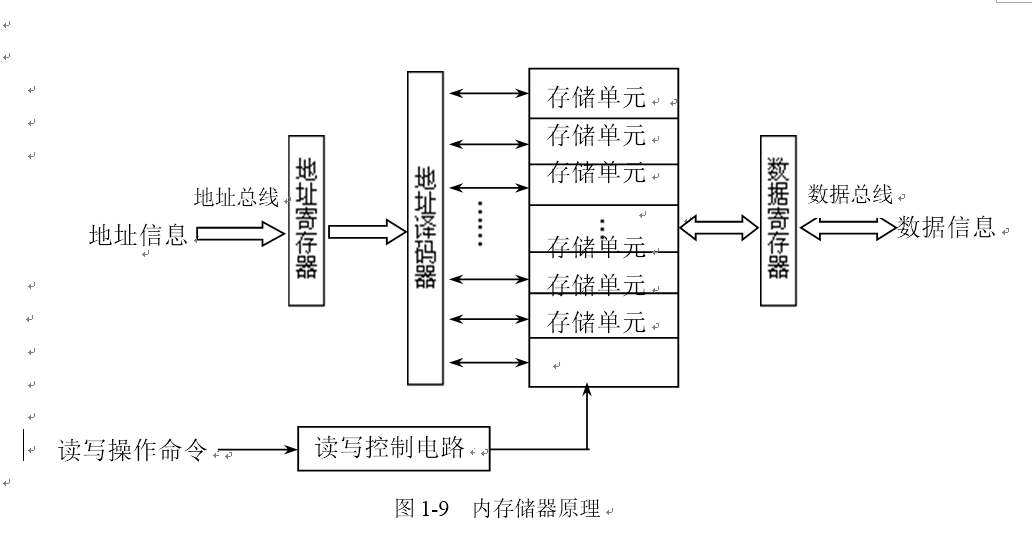 存储单元
存储单元
存储单元
存储单元
存储单元
存储单元
地址信息
地址总线
地址寄存器
地址译码器
……
…
数据寄存器
数据总线
数据信息
读写操作命令
读写控制电路
图 1-9 内存储器原理